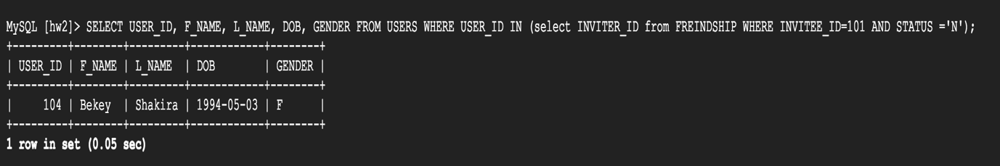 MySQL [hw2]> SELECT USER_ID, F_NAME, L_NAME, DOB, GENDER FROM USERS WHERE USER_ID IN (select INVITER_ID from FREINDSHIP WHERE INVITEE_ID=101 AND STATUS ='N');
+---------+--------+---------+------------+--------+
| USER_ID | F_NAME | L_NAME  | DOB        | GENDER |
+---------+--------+---------+------------+--------+
|     104 | Bekey  | Shakira | 1994-05-03 | F      |
+---------+--------+---------+------------+--------+
1 row in set (0.05 sec)